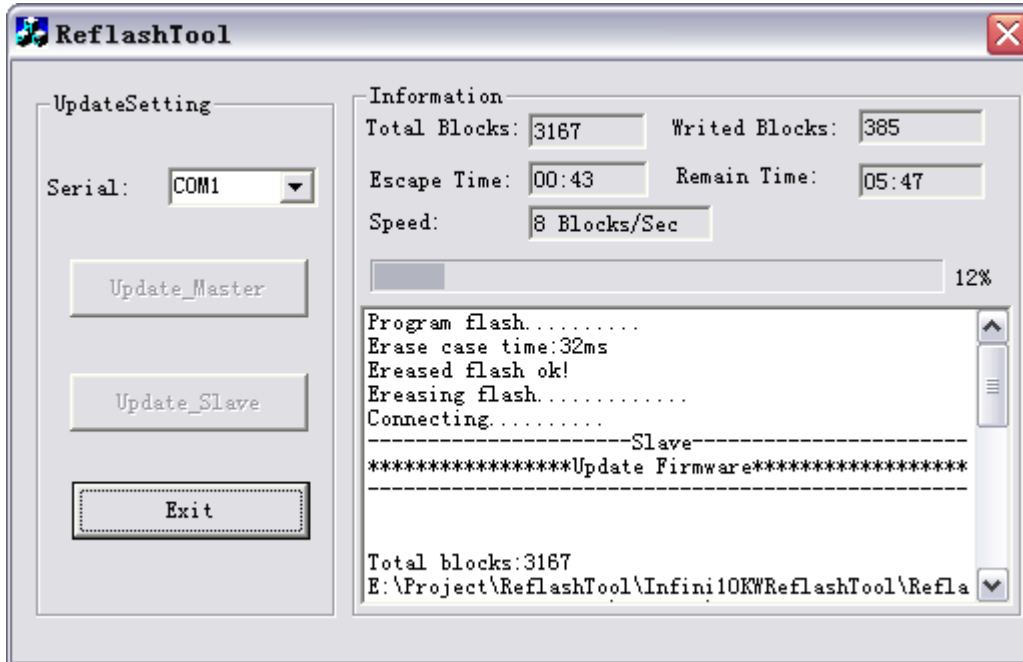 ReflashTool
UpdateSetting
Serial: COM1
Update_Master
Update_Slave
Exit
Information
Total Blocks: 3167 Writed Blocks: 385
Escape Time: 00:43 Remain Time: 05:47
Speed: 8 Blocks/Sec
12%
Program flash..........
Erase case time:32ms
Ereased flash ok!
Ereasing flash.............
Connecting..........
----------------------Slave-----------------------
*****************Update Firmware******************
--------------------------------------------------
Total blocks:3167
E:\Project\ReflashTool\Infini10KWReflashTool\Refla